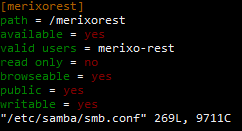 [merixorest]
path = /merixorest
available = yes
valid users = merixo-rest
read only = no
browseable = yes
public = yes
writable = yes
"/etc/samba/smb.conf" 269L, 9711C